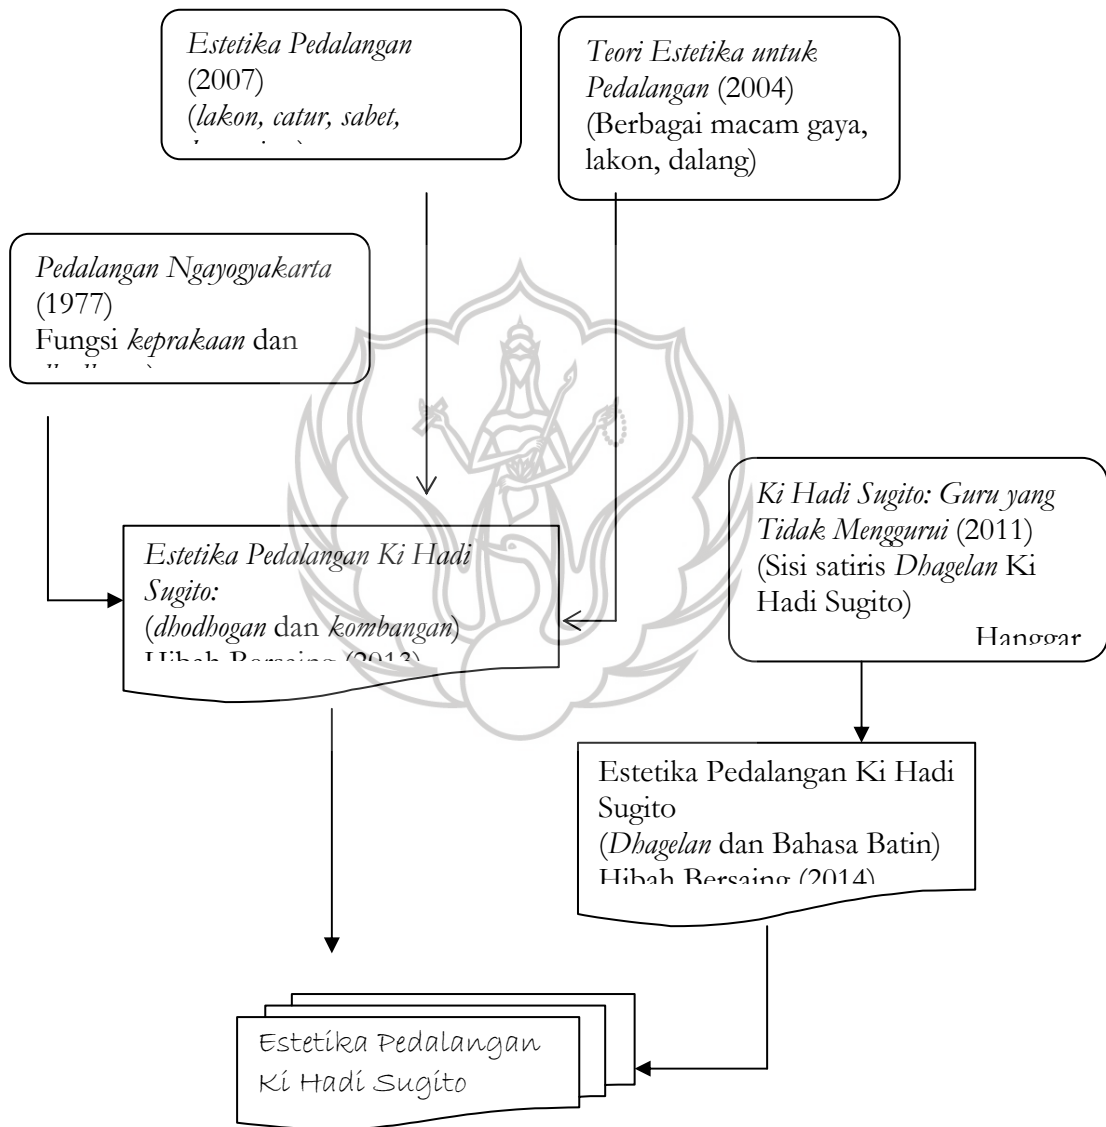 Estetika Pedalangan
(2007)
(lakon, catur, sabet,
Teori Estetika untuk
Pedalangan (2004)
(Berbagai macam gaya,
lakon, dalang)
Pedalangan Ngayogyakarta
(1977)
Fungsi keprakaan dan
Ki Hadi Sugito: Guru yang
Tidak Menggurui (2011)
(Sisi satiris Dhagelan Ki
Hadi Sugito)
Hanggar
Estetika Pedalangan Ki Hadi
Sugito:
(dhodhogan dan kombangan)
Hibah Bersaing (2013)
Estetika Pedalangan Ki Hadi
Sugito
(Dhagelan dan Bahasa Batin)
Hibah Bersaing (2014)
Estetika Pedalangan
Ki Hadi Sugito